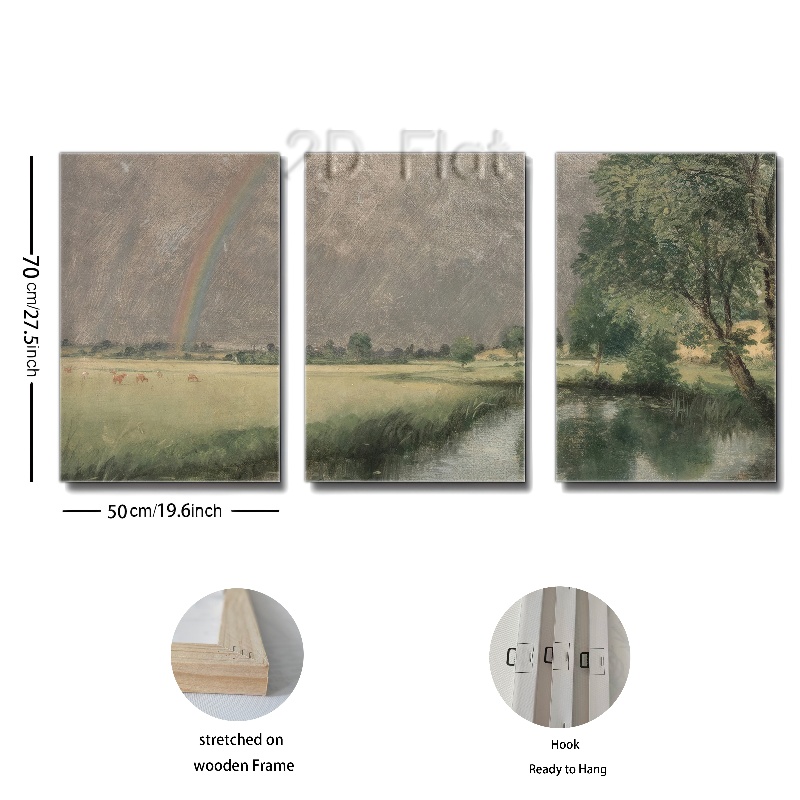 2D Flat
70cm/27.5inch
50cm/19.6inch
stretched on
wooden Frame
Hook
Ready to Hang